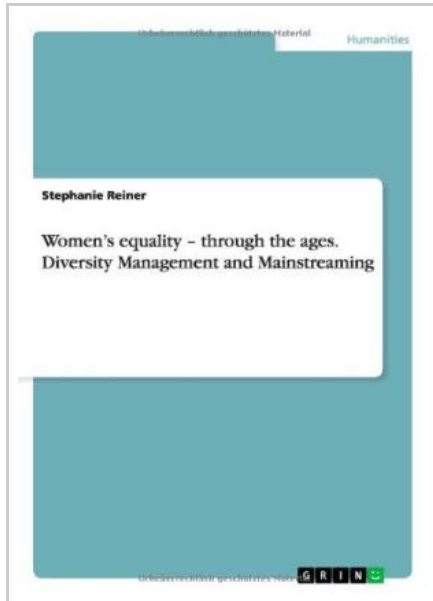 Urheberrechtlich geschütztes Material
Humanities
Stephanie Reiner
Women's equality – through the ages.
Diversity Management and Mainstreaming
Urheberrechtlich geschütztes Material
GRIN